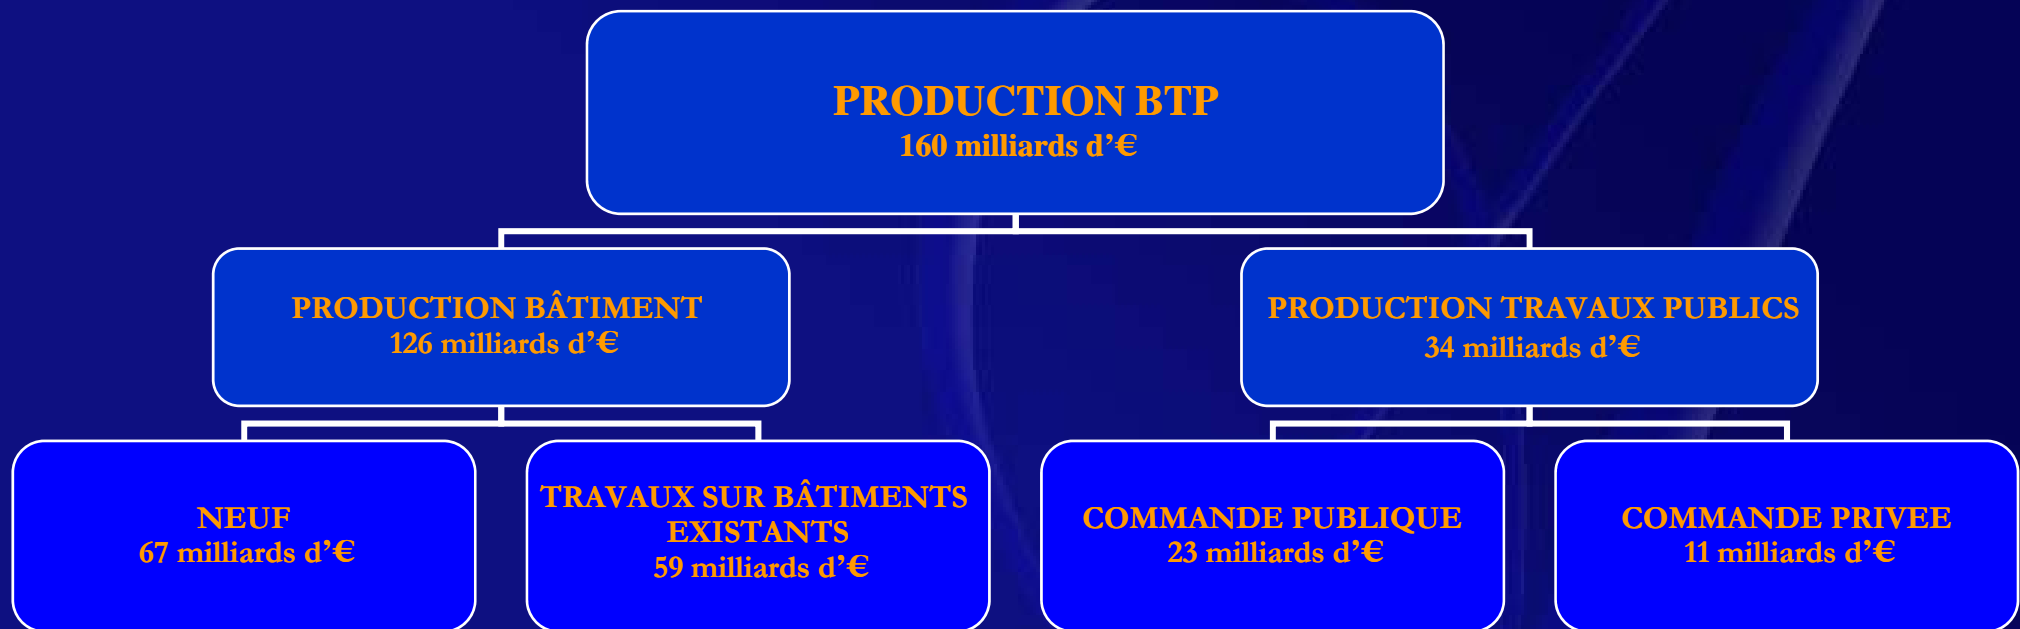 PRODUCTION BTP
160 milliards d’€
PRODUCTION BÂTIMENT
126 milliards d’€
PRODUCTION TRAVAUX PUBLICS
34 milliards d’€
NEUF
67 milliards d’€
TRAVAUX SUR BÂTIMENTS
EXISTANTS
59 milliards d’€
COMMANDE PUBLIQUE
23 milliards d’€
COMMANDE PRIVEE
11 milliards d’€